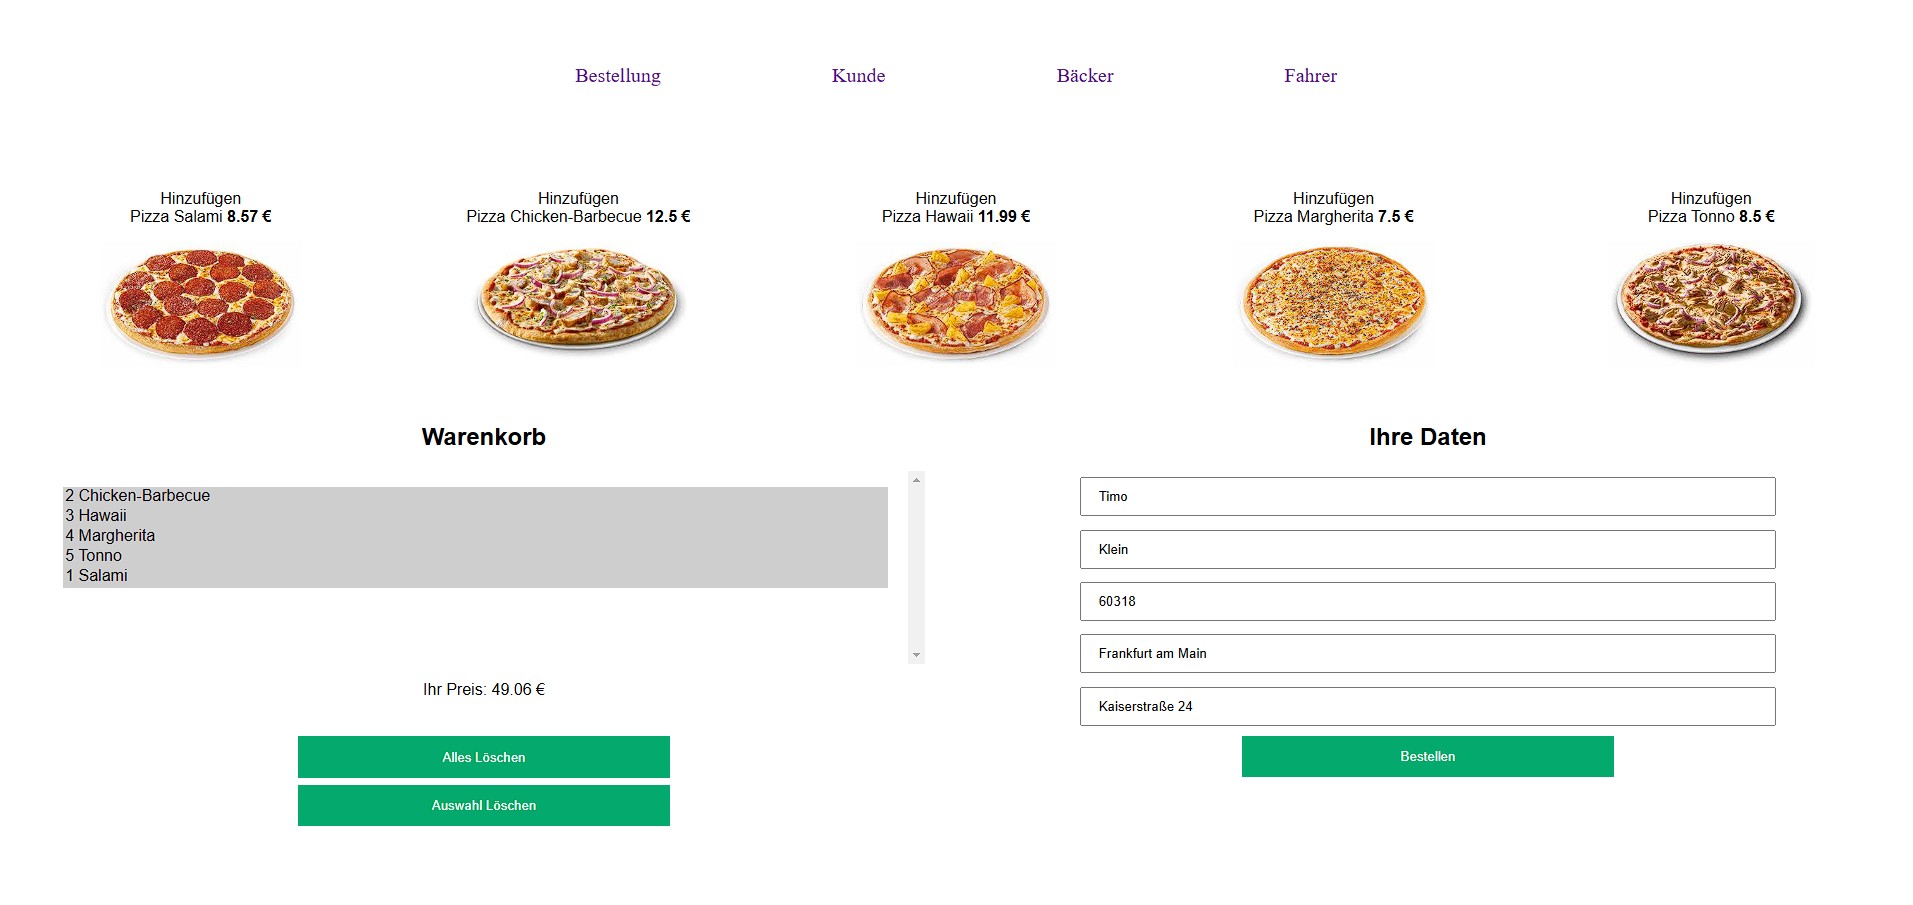 Bestellung Kunde Bäcker Fahrer
Hinzufügen
Pizza Salami 8.57 €
Hinzufügen
Pizza Chicken-Barbecue 12.5 €
Hinzufügen
Pizza Hawaii 11.99 €
Hinzufügen
Pizza Margherita 7.5 €
Hinzufügen
Pizza Tonno 8.5 €
Warenkorb
2 Chicken-Barbecue
3 Hawaii
4 Margherita
5 Tonno
1 Salami
Ihr Preis: 49.06 €
Alles Löschen
Auswahl Löschen
Ihre Daten
Timo
Klein
60318
Frankfurt am Main
Kaiserstraße 24
Bestellen